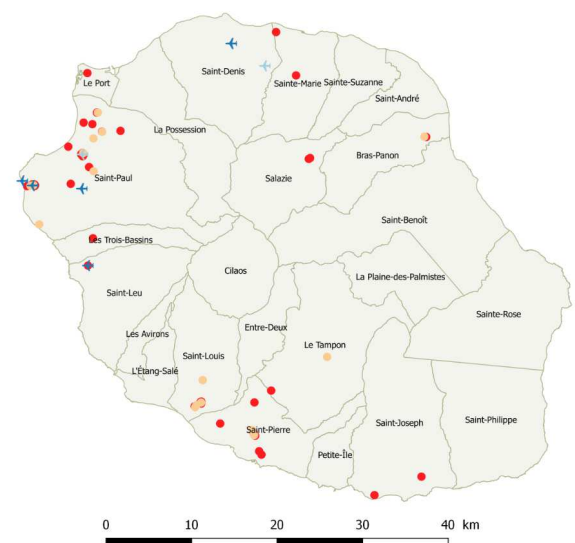 Saint-Denis
Sainte-Marie
Sainte-Suzanne
Le Port
Saint-André
La Possession
Bras-Panon
Salazie
Saint-Paul
Saint-Benoît
Les Trois-Bassins
Cilaos
La Plaine-des-Palmistes
Saint-Leu
Sainte-Rose
Entre-Deux
Les Avirons
Le Tampon
Saint-Louis
L'Étang-Salé
Saint-Joseph
Saint-Philippe
Saint-Pierre
Petite-Île
0 10 20 30 40 km